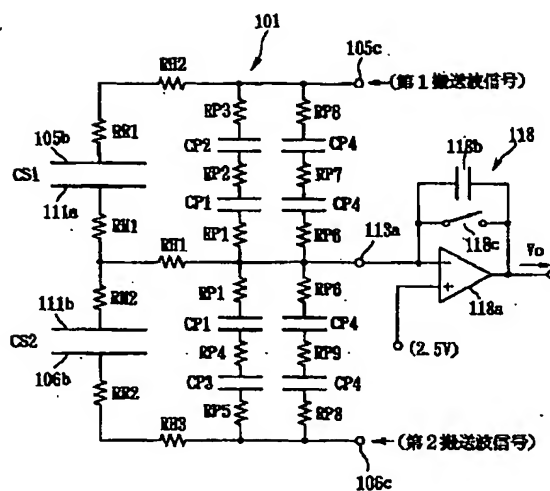 101
RH2
105c
(第1搬送波信号)
RP3
RP8
RR1
105b
CP2
CP4
118b
118
CS1
RP2
RP7
111a
CP1
CP4
118c
Vo
RM1
RP1
RP6
113a
RH1
118a
RM2
RP1
RP6
111b
CP1
CP4
(2.5V)
CS2
RP4
RP9
106b
CP3
CP4
RR2
RP5
RP8
RH3
(第2搬送波信号)
106c